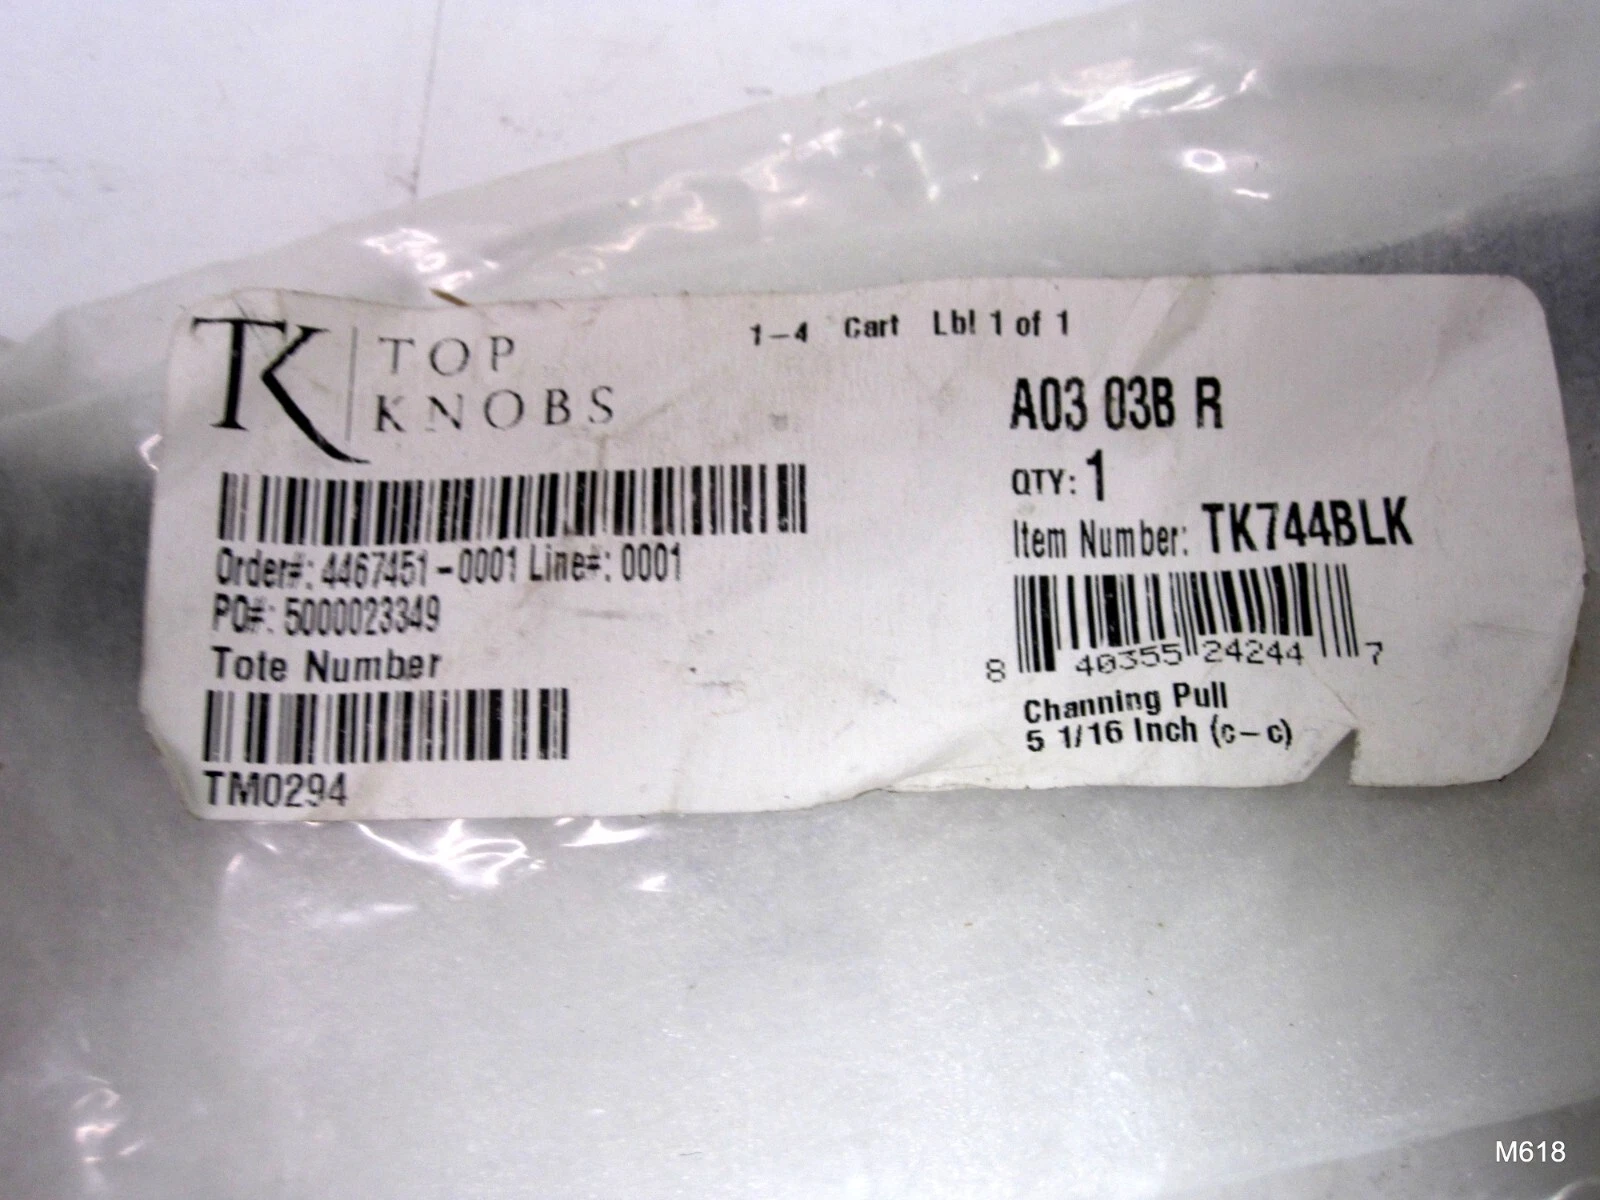 TK TOP
KNOBS
1-4 Cart Lbl 1 of 1
A03 03B R
QTY: 1
Item Number: TK744BLK
8 40355 24244 7
Channing Pull
5 1/16 Inch (c-c)
Order#: 4467451-0001 Line#: 0001
PO#: 5000023349
Tote Number
TM0294
M618